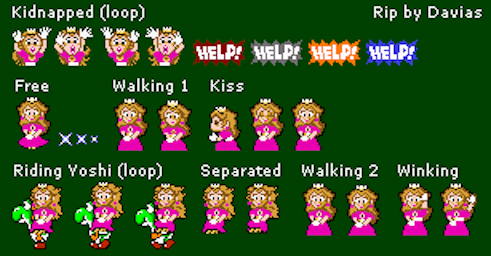 Kidnapped (loop) Rip by Davias
HELP! HELP! HELP! HELP!
Free Walking 1 Kiss
Riding Yoshi (loop) Separated Walking 2 Winking